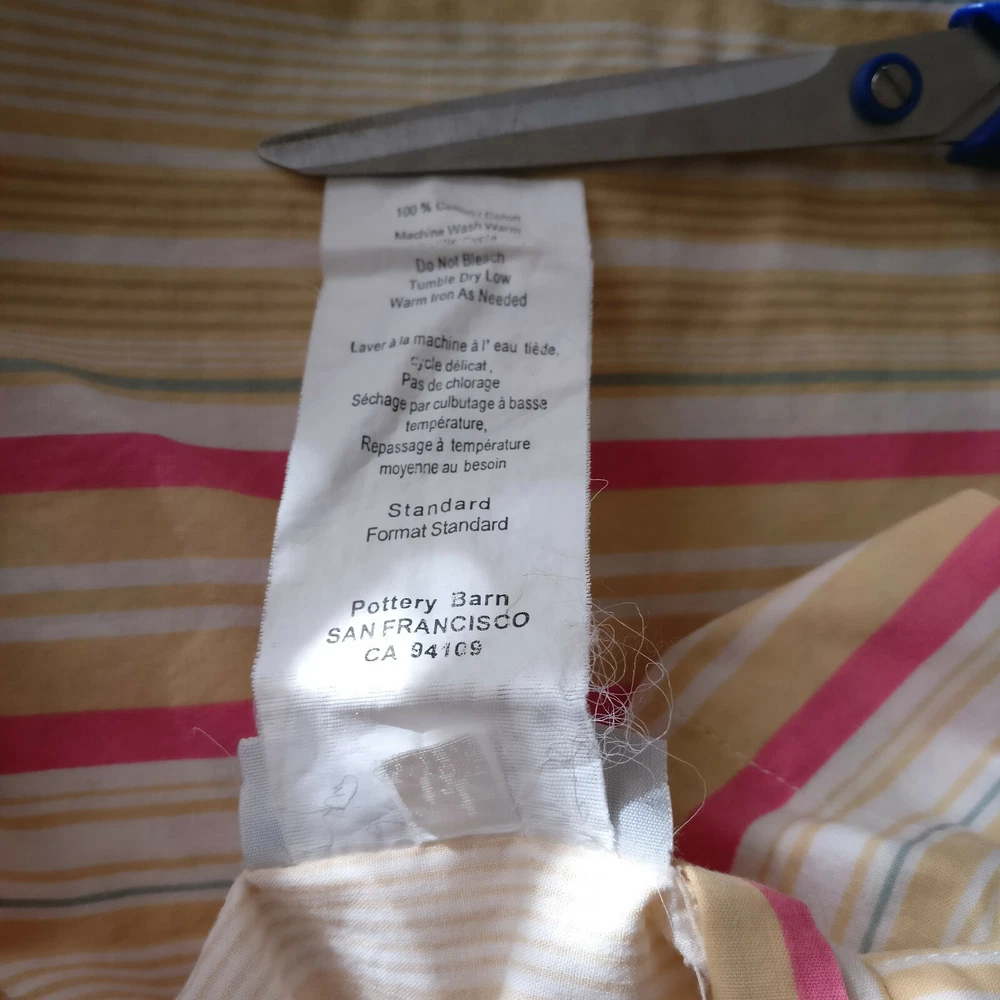 100 % Cotton / Coton
Machine Wash Warm
Cycle
Do Not Bleach
Tumble Dry Low
Warm Iron As Needed
Laver à la machine à l' eau tiède,
cycle délicat,
Pas de chlorage
Séchage par culbutage à basse
température,
Repassage à température
moyenne au besoin
Standard
Format Standard
Pottery Barn
SAN FRANCISCO
CA 94109